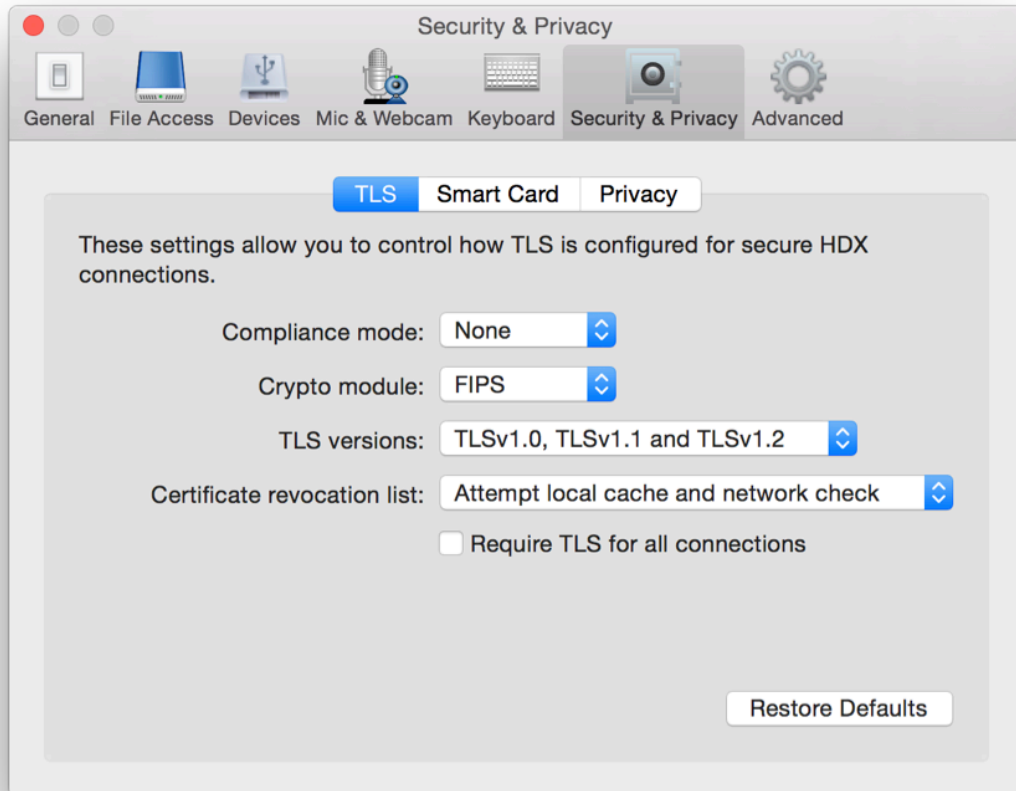 Security & Privacy
General File Access Devices Mic & Webcam Keyboard Security & Privacy Advanced
TLS Smart Card Privacy
These settings allow you to control how TLS is configured for secure HDX
connections.
Compliance mode: None
Crypto module: FIPS
TLS versions: TLSv1.0, TLSv1.1 and TLSv1.2
Certificate revocation list: Attempt local cache and network check
Require TLS for all connections
Restore Defaults